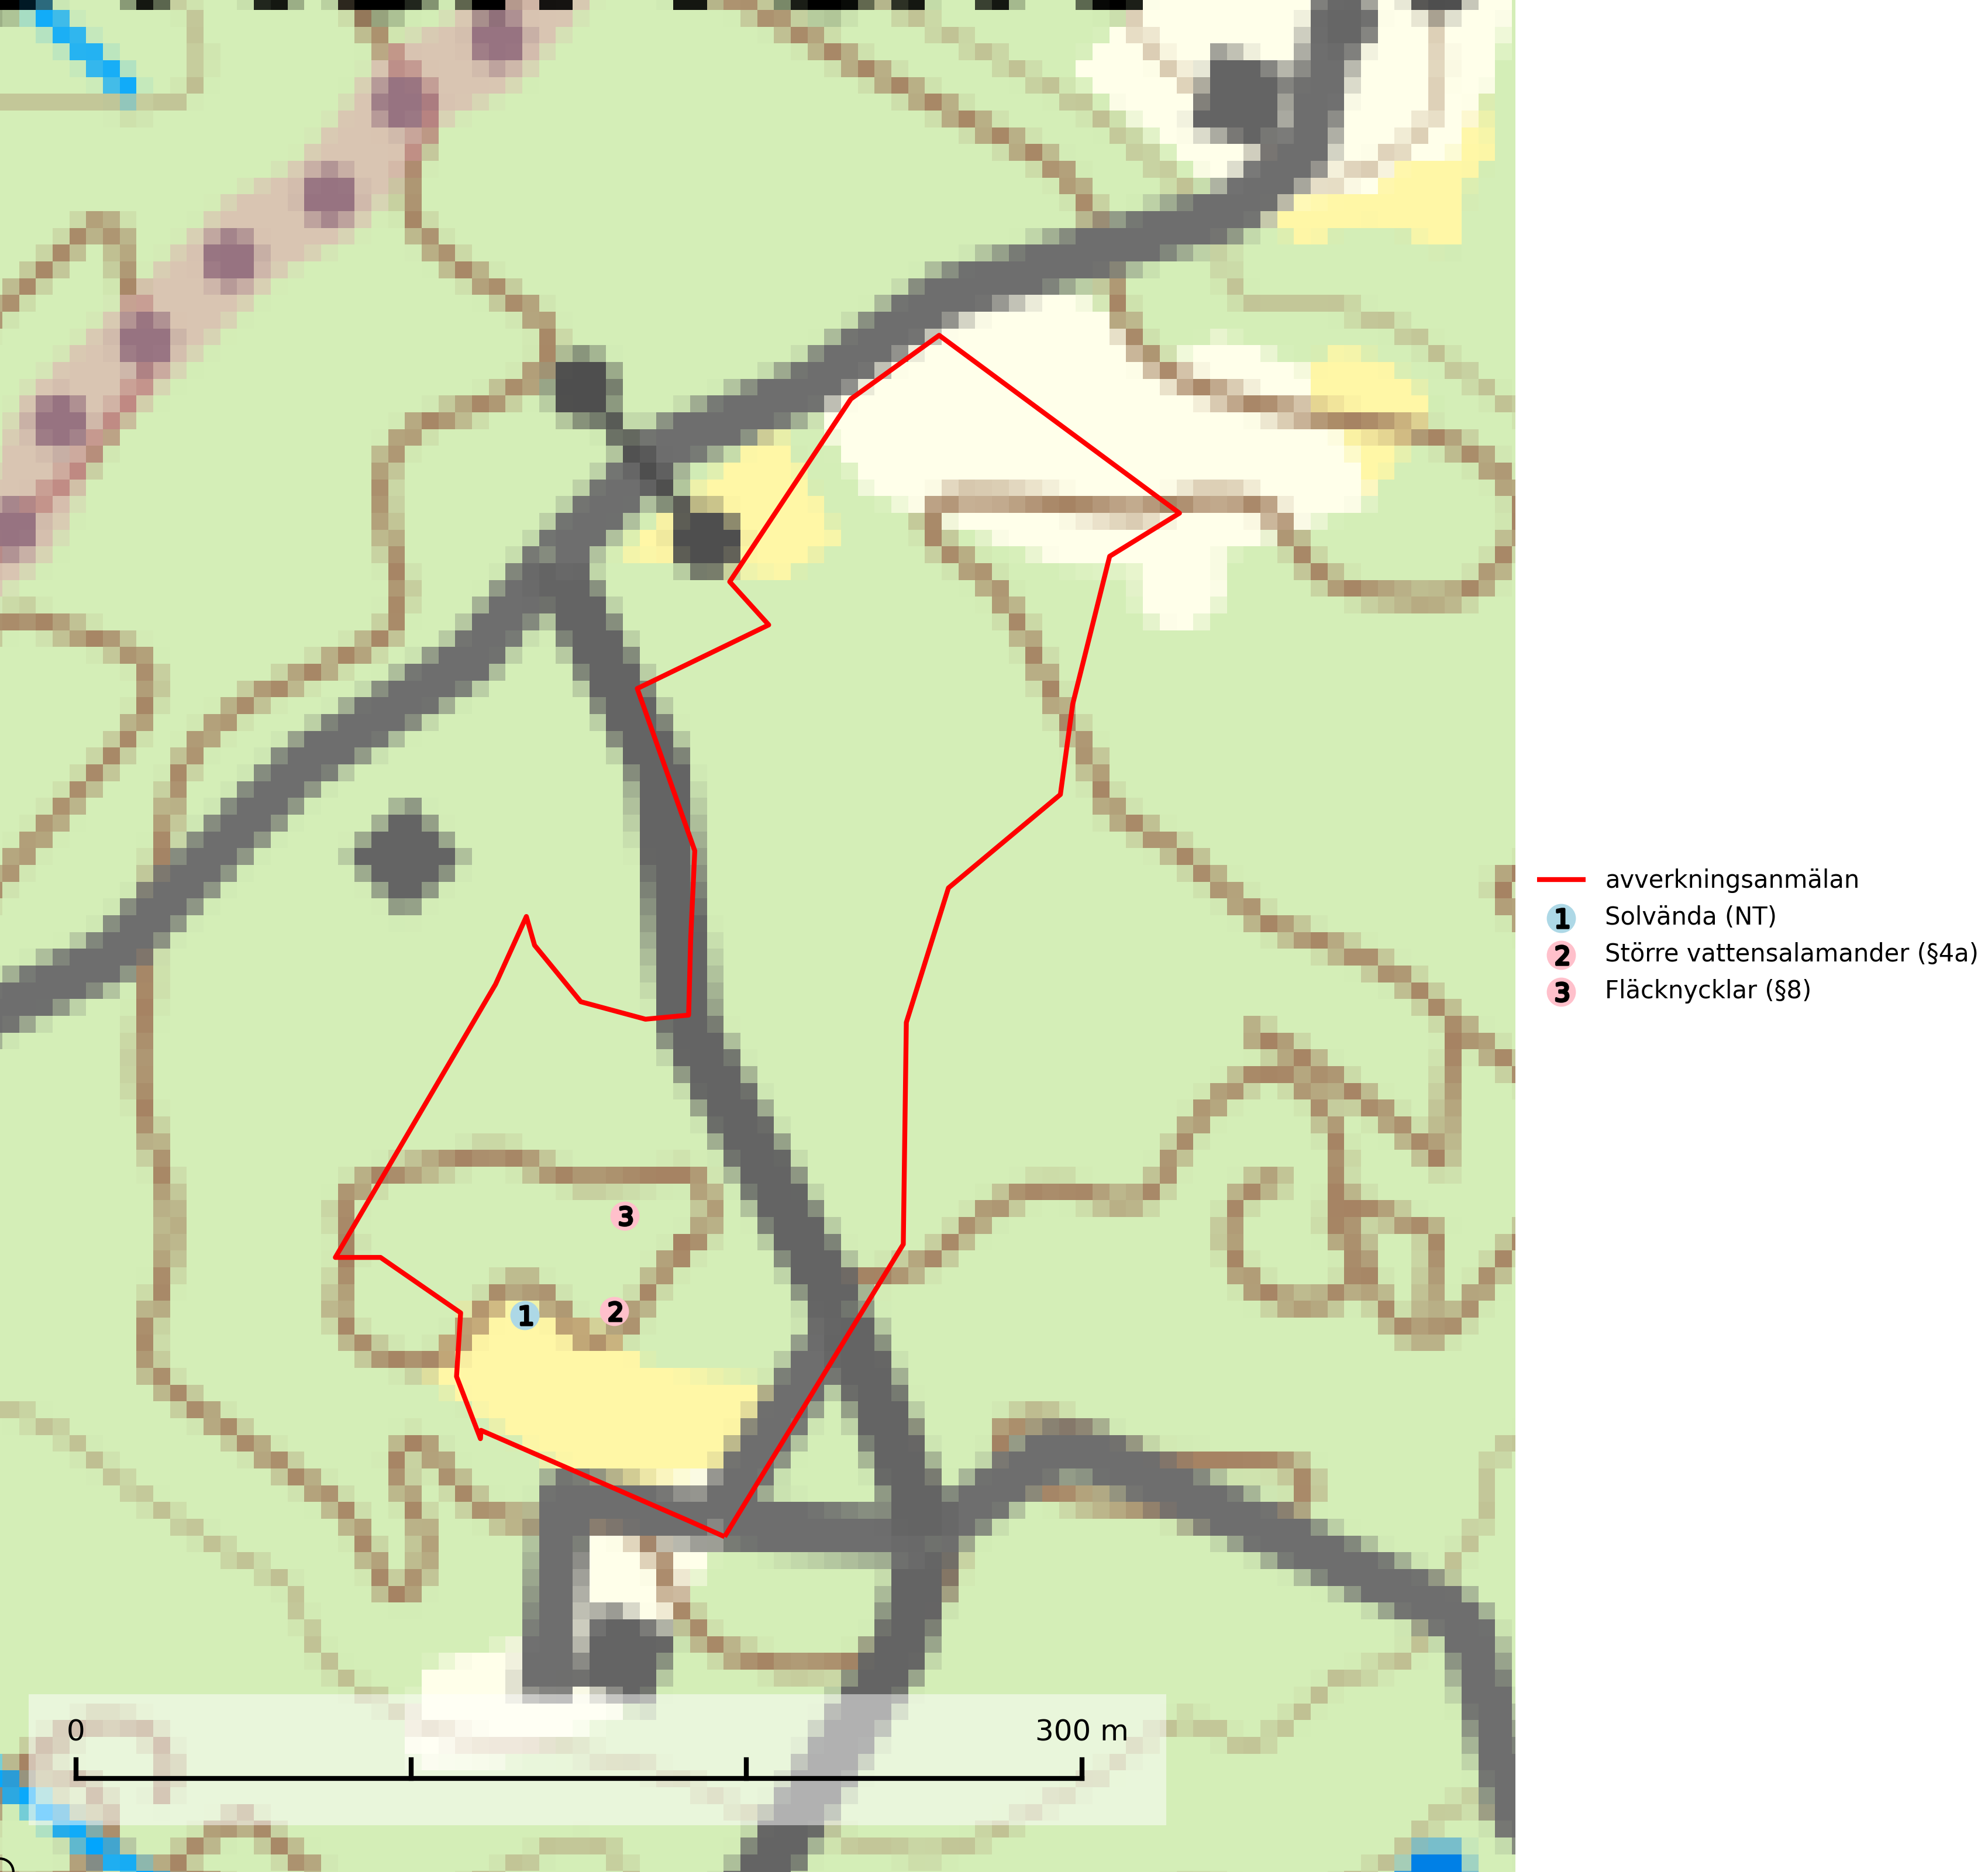 3
1
2
0 300 m
avverkningsanmälan
1 Solvända (NT)
2 Större vattensalamander (§4a)
3 Fläcknycklar (§8)